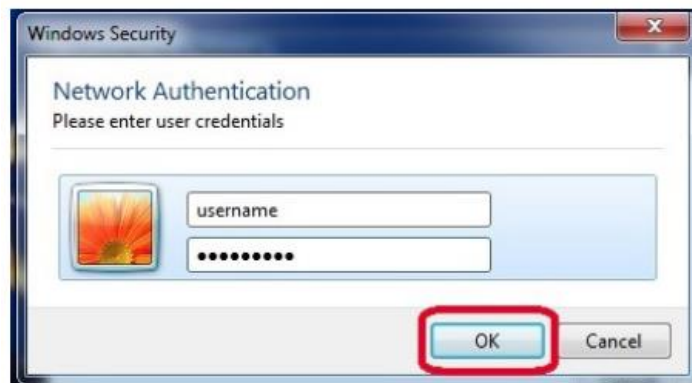 Windows Security
Network Authentication
Please enter user credentials
username
●●●●●●●●●
OK
Cancel